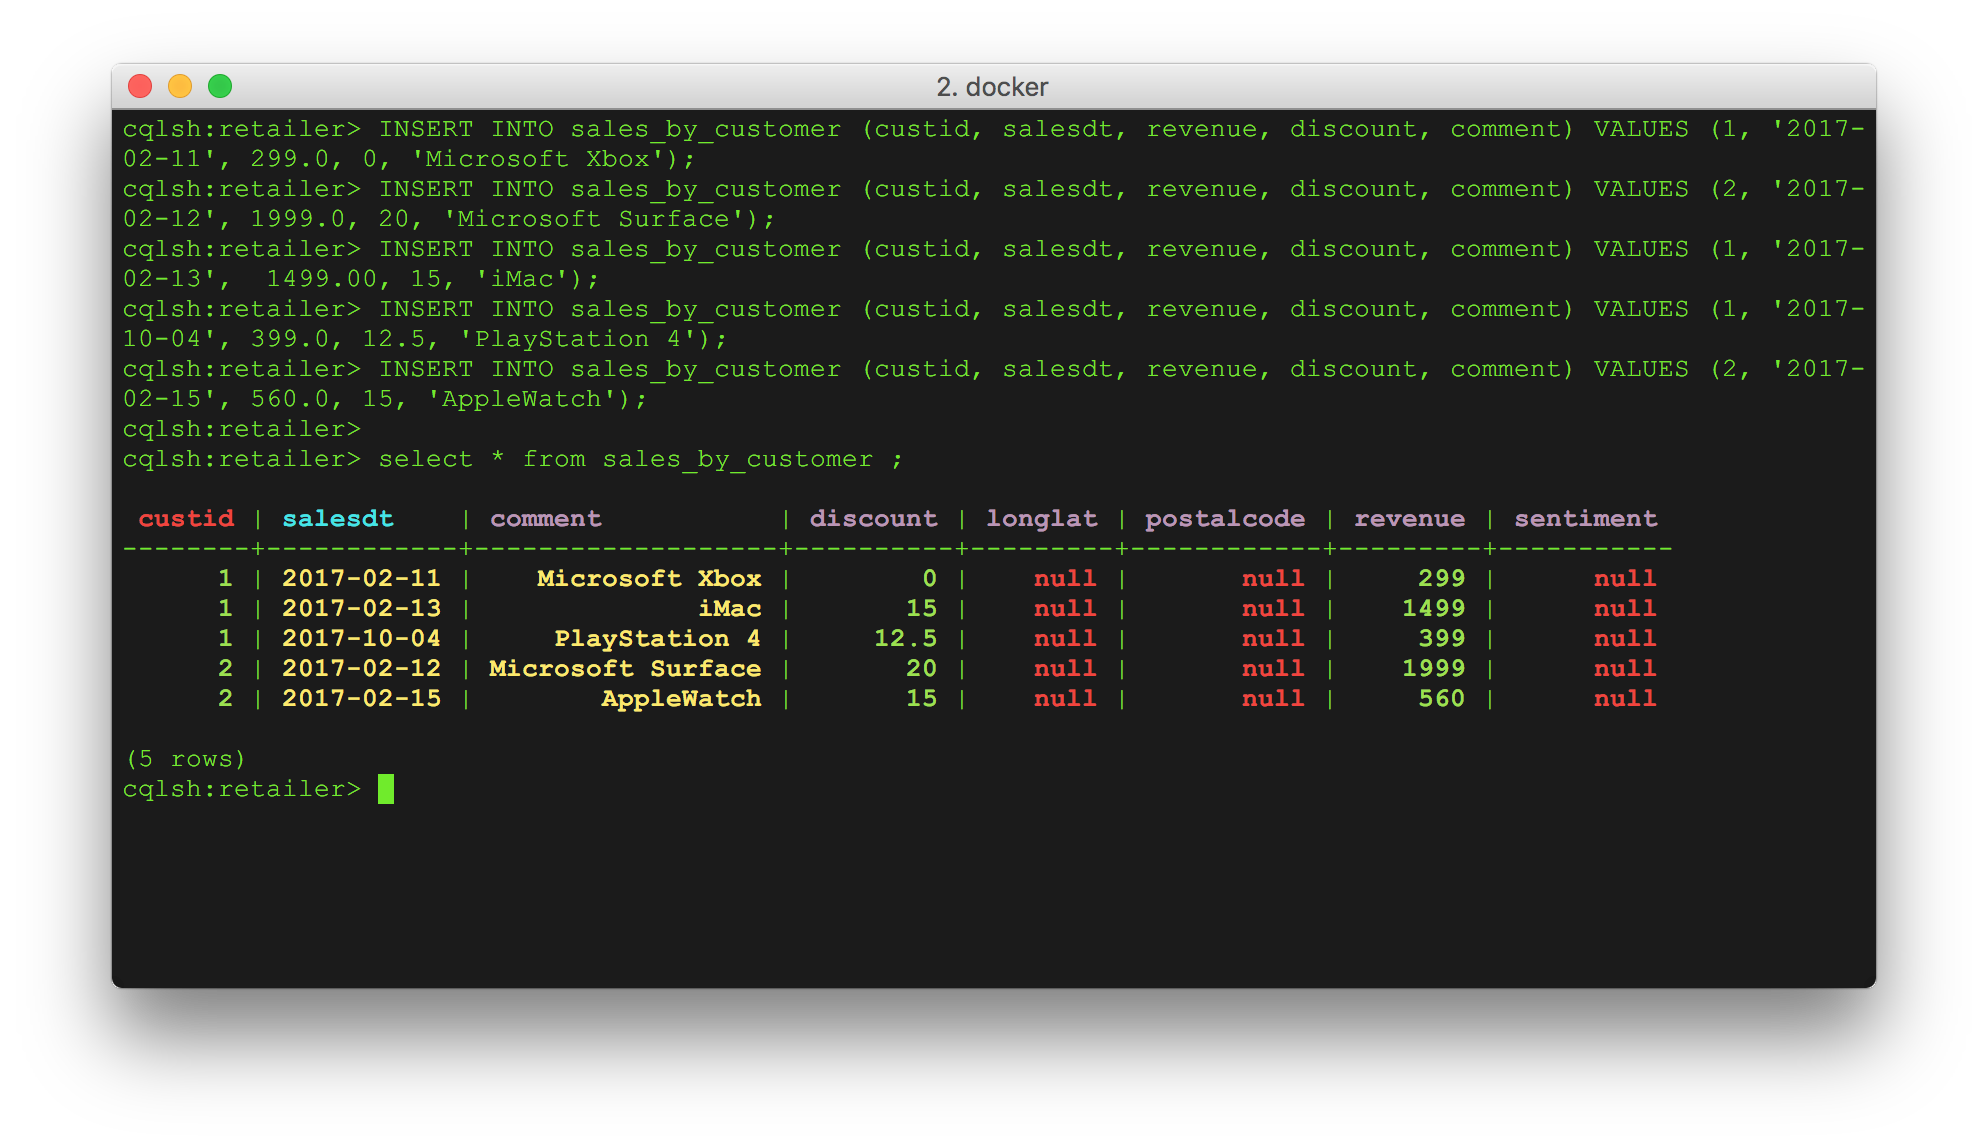 2. docker
cqlsh:retailer> INSERT INTO sales_by_customer (custid, salesdt, revenue, discount, comment) VALUES (1, '2017-
02-11', 299.0, 0, 'Microsoft Xbox');
cqlsh:retailer> INSERT INTO sales_by_customer (custid, salesdt, revenue, discount, comment) VALUES (2, '2017-
02-12', 1999.0, 20, 'Microsoft Surface');
cqlsh:retailer> INSERT INTO sales_by_customer (custid, salesdt, revenue, discount, comment) VALUES (1, '2017-
02-13',  1499.00, 15, 'iMac');
cqlsh:retailer> INSERT INTO sales_by_customer (custid, salesdt, revenue, discount, comment) VALUES (1, '2017-
10-04', 399.0, 12.5, 'PlayStation 4');
cqlsh:retailer> INSERT INTO sales_by_customer (custid, salesdt, revenue, discount, comment) VALUES (2, '2017-
02-15', 560.0, 15, 'AppleWatch');
cqlsh:retailer>
cqlsh:retailer> select * from sales_by_customer ;
 custid | salesdt    | comment           | discount | longlat | postalcode | revenue | sentiment
--------+------------+-------------------+----------+---------+------------+---------+-----------
      1 | 2017-02-11 |    Microsoft Xbox |        0 |    null |       null |     299 |      null
      1 | 2017-02-13 |              iMac |       15 |    null |       null |    1499 |      null
      1 | 2017-10-04 |     PlayStation 4 |     12.5 |    null |       null |     399 |      null
      2 | 2017-02-12 | Microsoft Surface |       20 |    null |       null |    1999 |      null
      2 | 2017-02-15 |        AppleWatch |       15 |    null |       null |     560 |      null
(5 rows)
cqlsh:retailer>